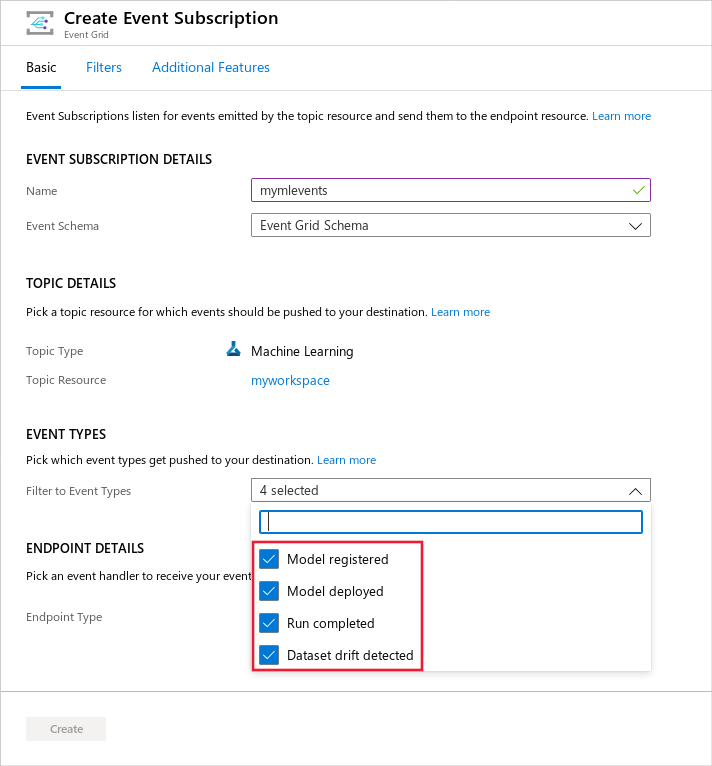 Create Event Subscription
Event Grid
Basic Filters Additional Features
Event Subscriptions listen for events emitted by the topic resource and send them to the endpoint resource. Learn more
EVENT SUBSCRIPTION DETAILS
Name mymlevents
Event Schema Event Grid Schema
TOPIC DETAILS
Pick a topic resource for which events should be pushed to your destination. Learn more
Topic Type Machine Learning
Topic Resource myworkspace
EVENT TYPES
Pick which event types get pushed to your destination. Learn more
Filter to Event Types 4 selected
ENDPOINT DETAILS
Model registered
Pick an event handler to receive your event
Model deployed
Endpoint Type
Run completed
Dataset drift detected
Create